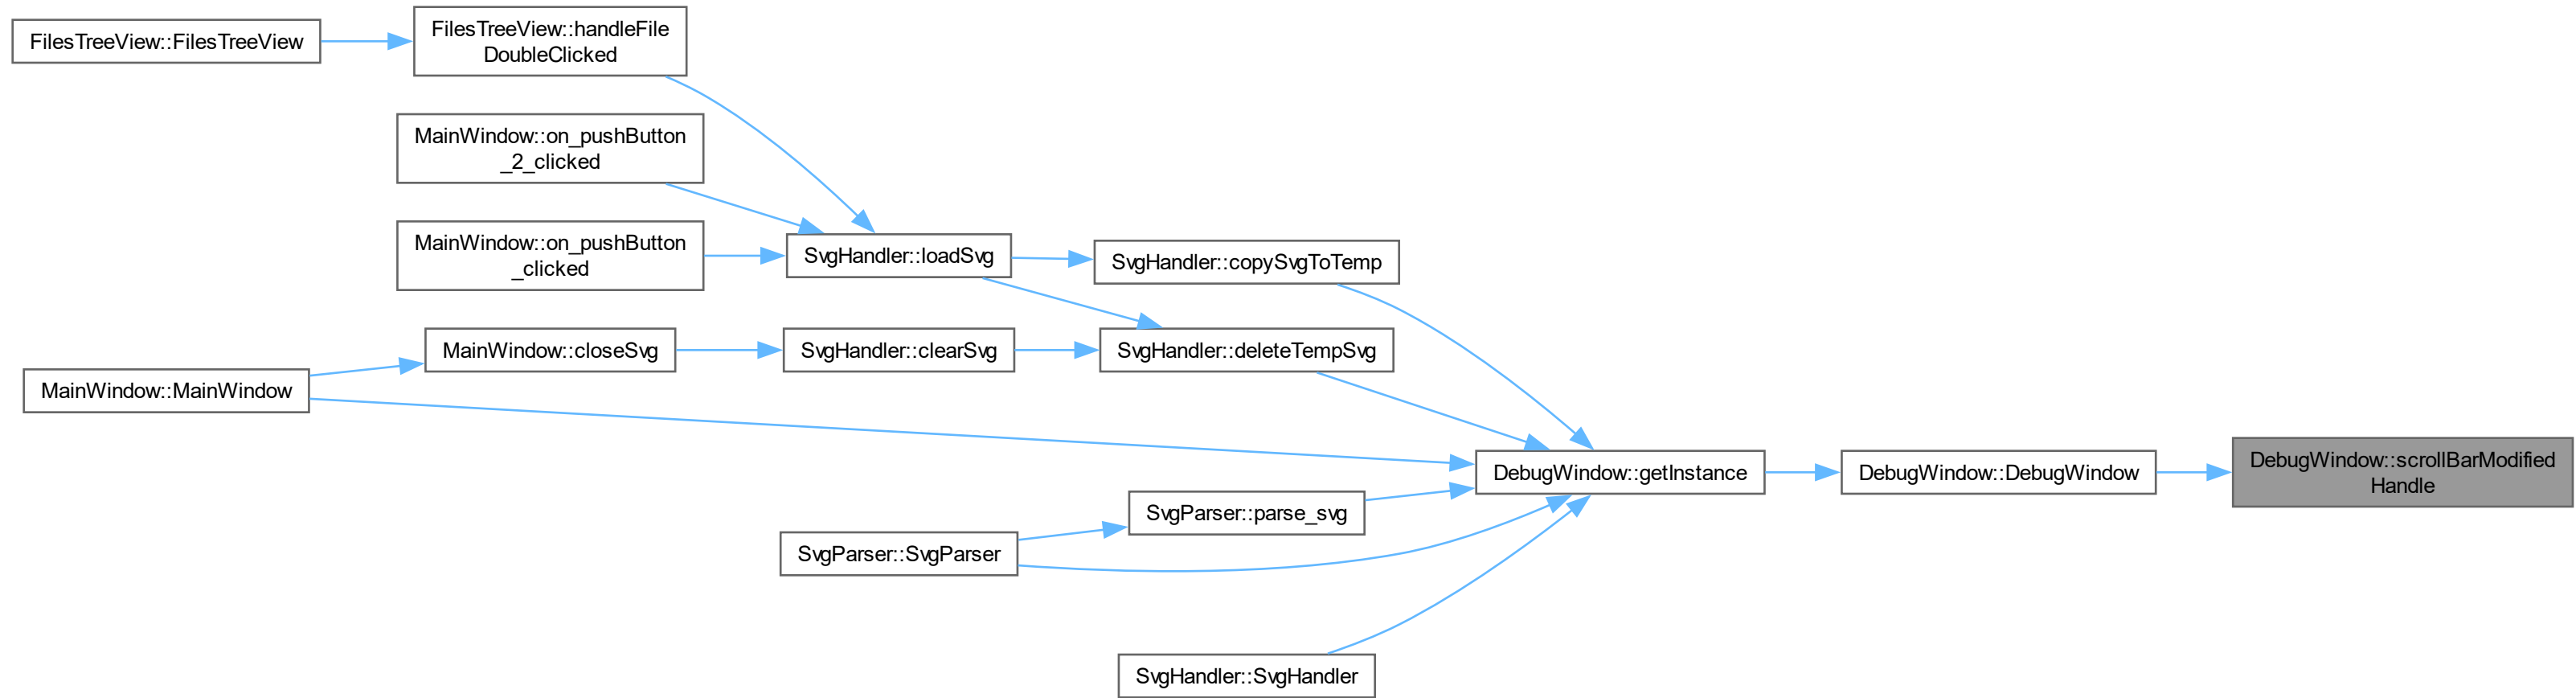 FilesTreeView::FilesTreeView
FilesTreeView::handleFile
DoubleClicked
MainWindow::on_pushButton
_2_clicked
MainWindow::on_pushButton
_clicked
SvgHandler::loadSvg
SvgHandler::copySvgToTemp
MainWindow::closeSvg
SvgHandler::clearSvg
SvgHandler::deleteTempSvg
MainWindow::MainWindow
DebugWindow::getInstance
DebugWindow::DebugWindow
DebugWindow::scrollBarModified
Handle
SvgParser::parse_svg
SvgParser::SvgParser
SvgHandler::SvgHandler